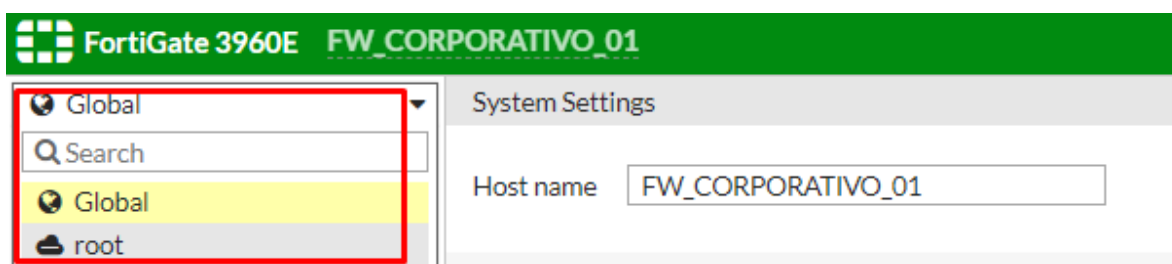 FortiGate 3960E FW_CORPORATIVO_01
Global
Search
Global
root
System Settings
Host name FW_CORPORATIVO_01